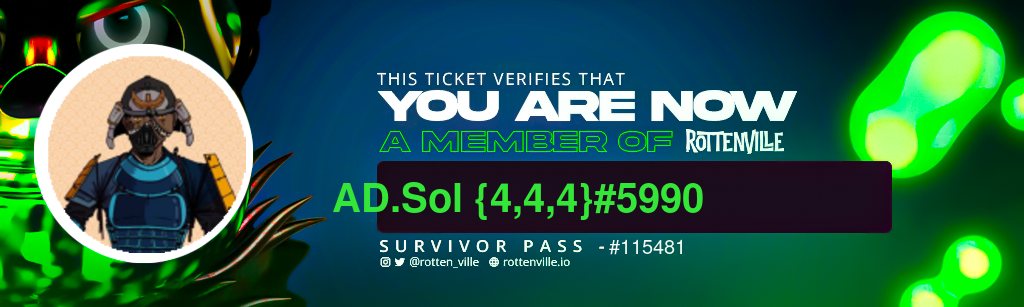 THIS TICKET VERIFIES THAT
YOU ARE NOW
A MEMBER OF ROTTENVILLE
AD.Sol {4,4,4}#5990
SURVIVOR PASS - #115481
@rotten_ville rottenville.io